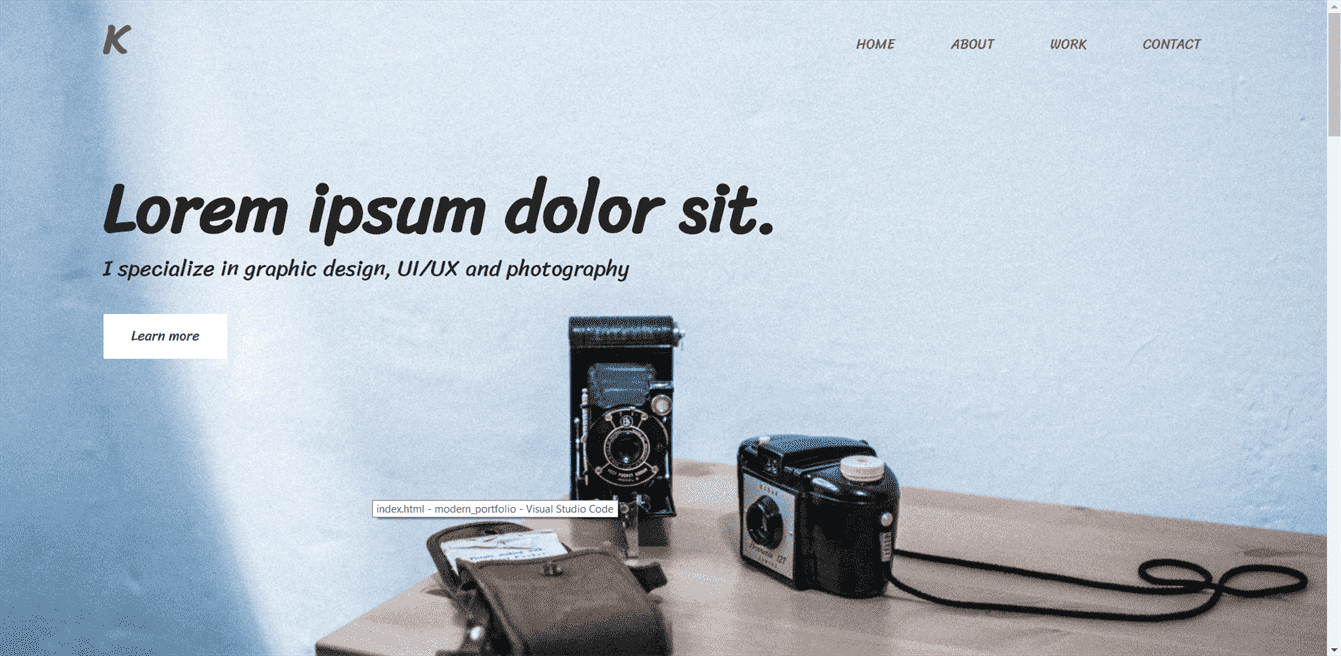 K
HOME ABOUT WORK CONTACT
Lorem ipsum dolor sit.
I specialize in graphic design, UI/UX and photography
Learn more
index.html - modern_portfolio - Visual Studio Code
127